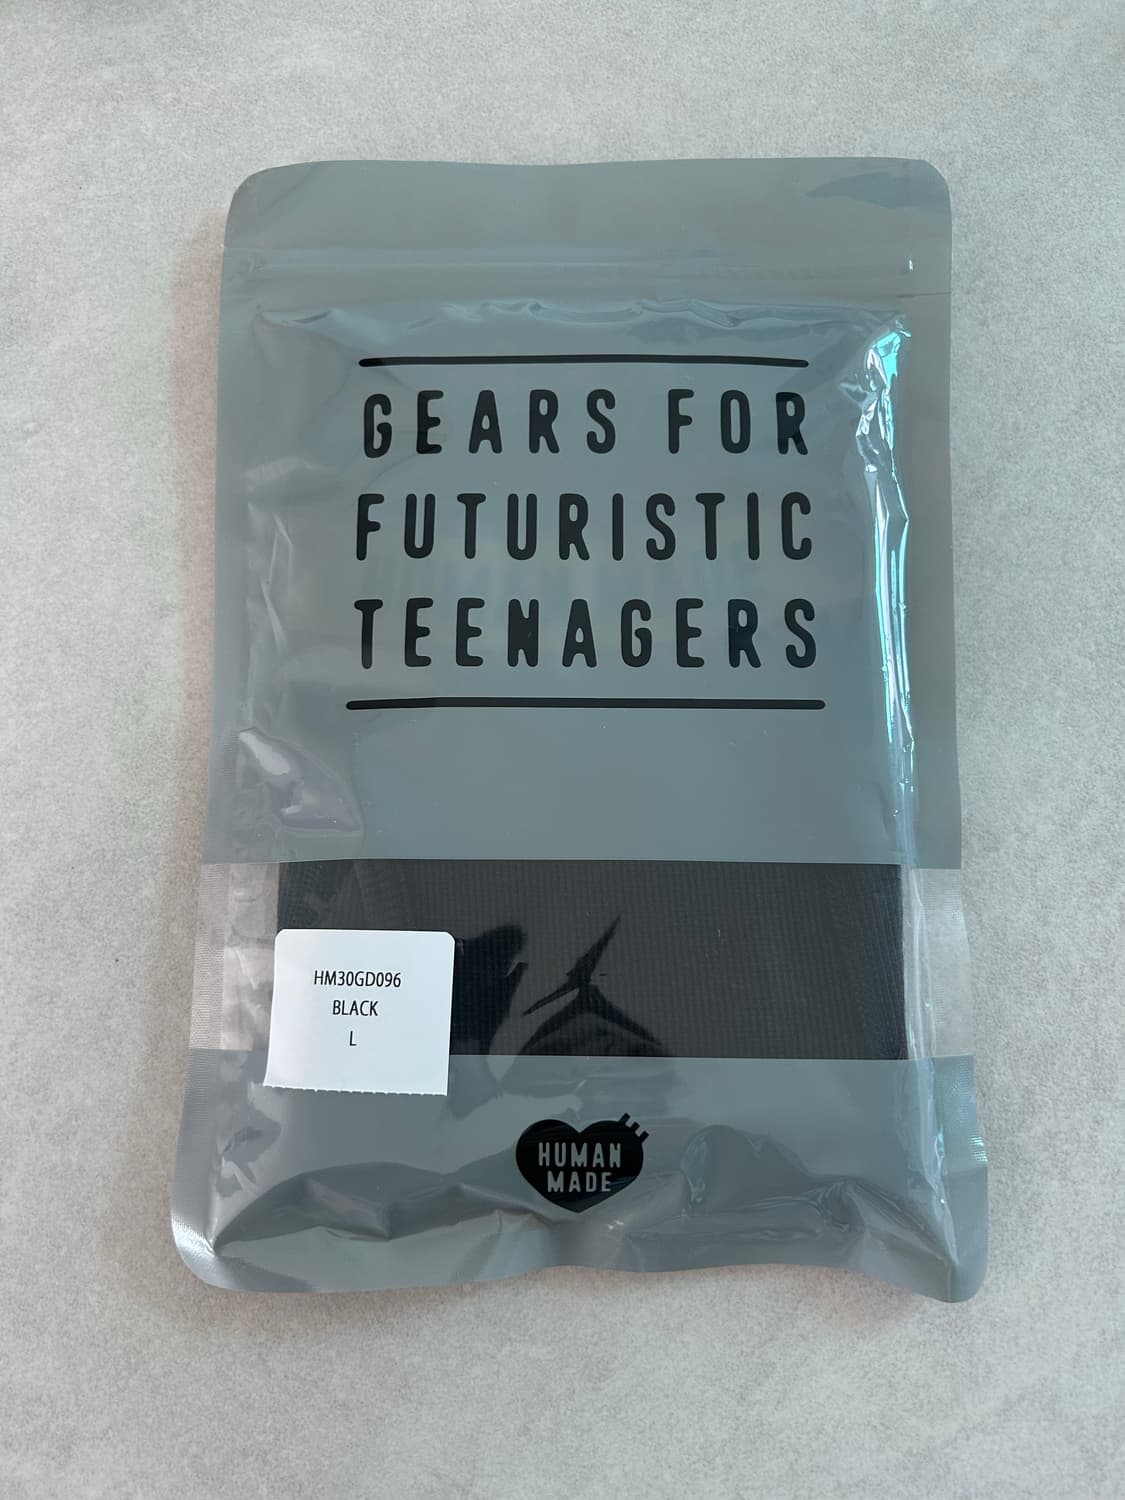 GEARS FOR
FUTURISTIC
TEENAGERS
HM30GD096
BLACK
L
HUMAN
MADE